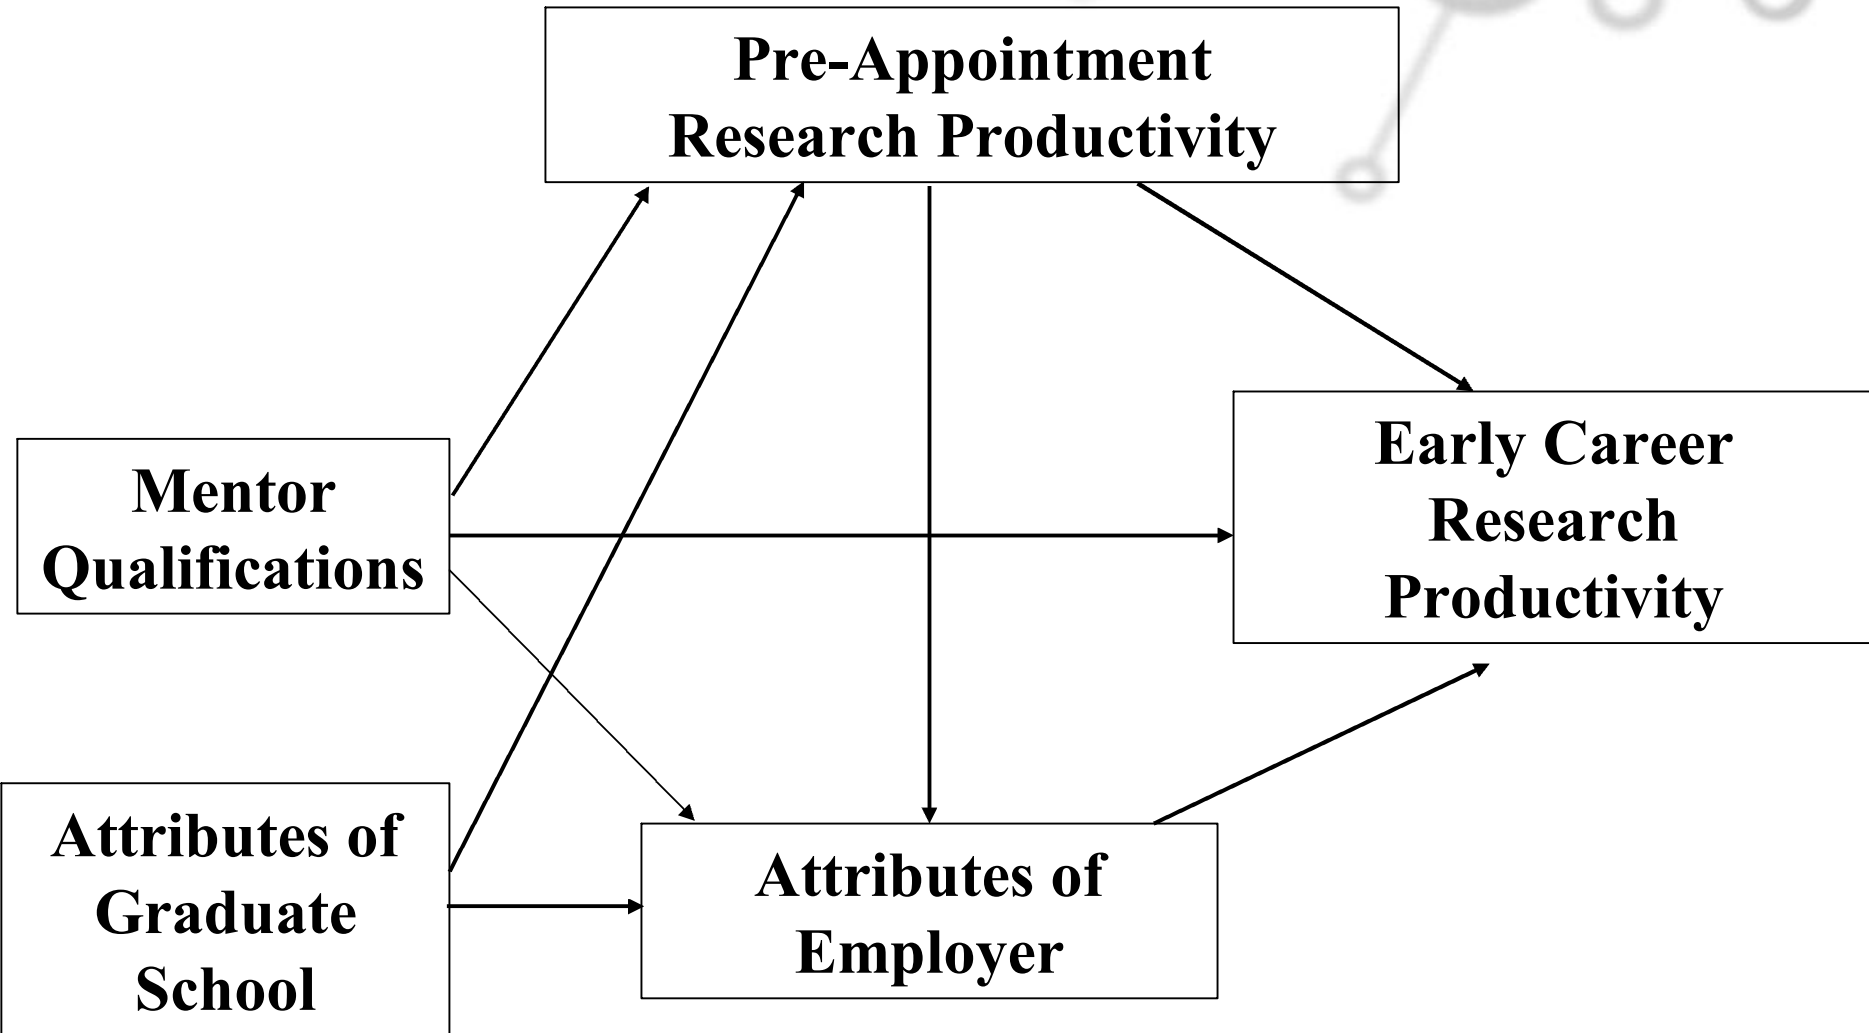 Pre-Appointment
Research Productivity
Mentor
Qualifications
Early Career
Research
Productivity
Attributes of
Graduate
School
Attributes of
Employer